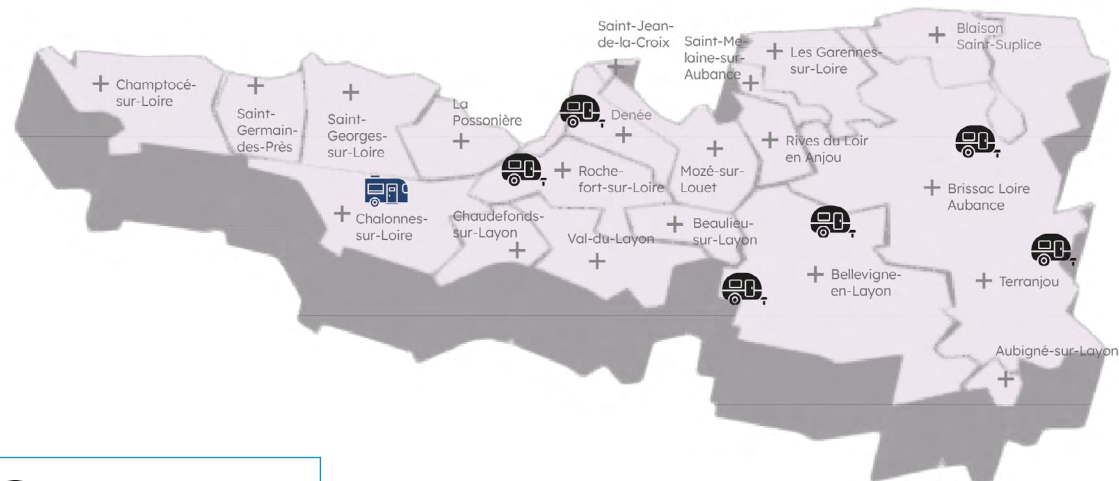 Saint-Jean-
de-la-Croix
Saint-Me-
laine-sur-
Aubance
Les Garennes-
sur-Loire
Blaison
Saint-Suplice
Champtocé-
sur-Loire
Saint-
Germain-
des-Près
Saint-
Georges-
sur-Loire
La
Possonière
Denée
Rives du Loir
en Anjou
Roche-
fort-sur-Loire
Mozé-sur-
Louet
Brissac Loire
Aubance
Chalonnes-
sur-Loire
Chaudefonds-
sur-Layon
Val-du-Layon
Beaulieu-
sur-Layon
Bellevigne-
en-Layon
Terranjou
Aubigné-sur-Layon